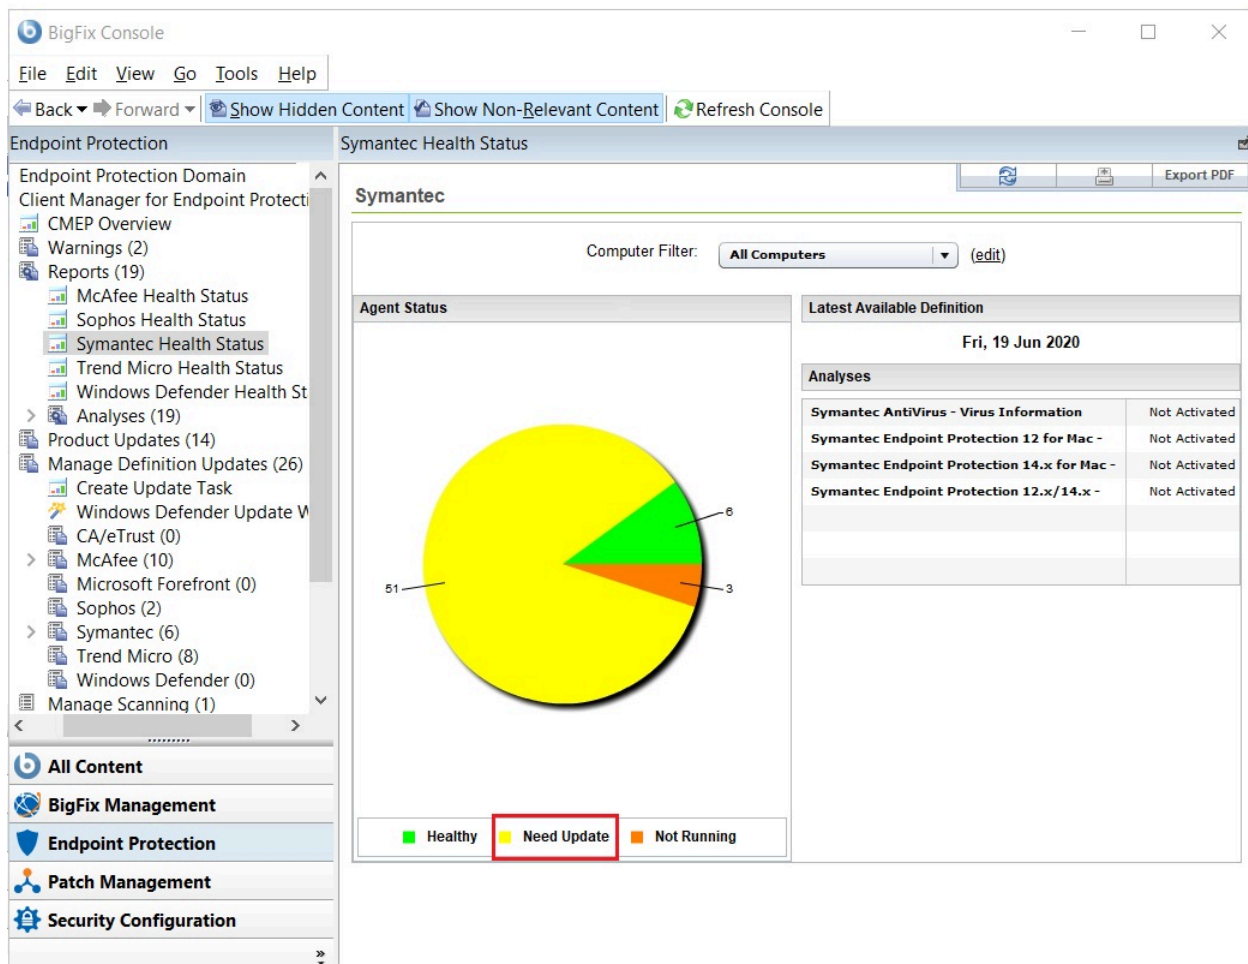 BigFix Console
File Edit View Go Tools Help
Back Forward Show Hidden Content Show Non-Relevant Content Refresh Console
Endpoint Protection
Endpoint Protection Domain
Client Manager for Endpoint Protecti
CMEP Overview
Warnings (2)
Reports (19)
McAfee Health Status
Sophos Health Status
Symantec Health Status
Trend Micro Health Status
Windows Defender Health St
Analyses (19)
Product Updates (14)
Manage Definition Updates (26)
Create Update Task
Windows Defender Update W
CA/eTrust (0)
McAfee (10)
Microsoft Forefront (0)
Sophos (2)
Symantec (6)
Trend Micro (8)
Windows Defender (0)
Manage Scanning (1)
All Content
BigFix Management
Endpoint Protection
Patch Management
Security Configuration
Symantec Health Status
Export PDF
Symantec
Computer Filter: All Computers (edit)
Agent Status
6
51
3
Healthy Need Update Not Running
Latest Available Definition
Fri, 19 Jun 2020
Analyses
Symantec AntiVirus - Virus Information Not Activated
Symantec Endpoint Protection 12 for Mac - Not Activated
Symantec Endpoint Protection 14.x for Mac - Not Activated
Symantec Endpoint Protection 12.x/14.x - Not Activated